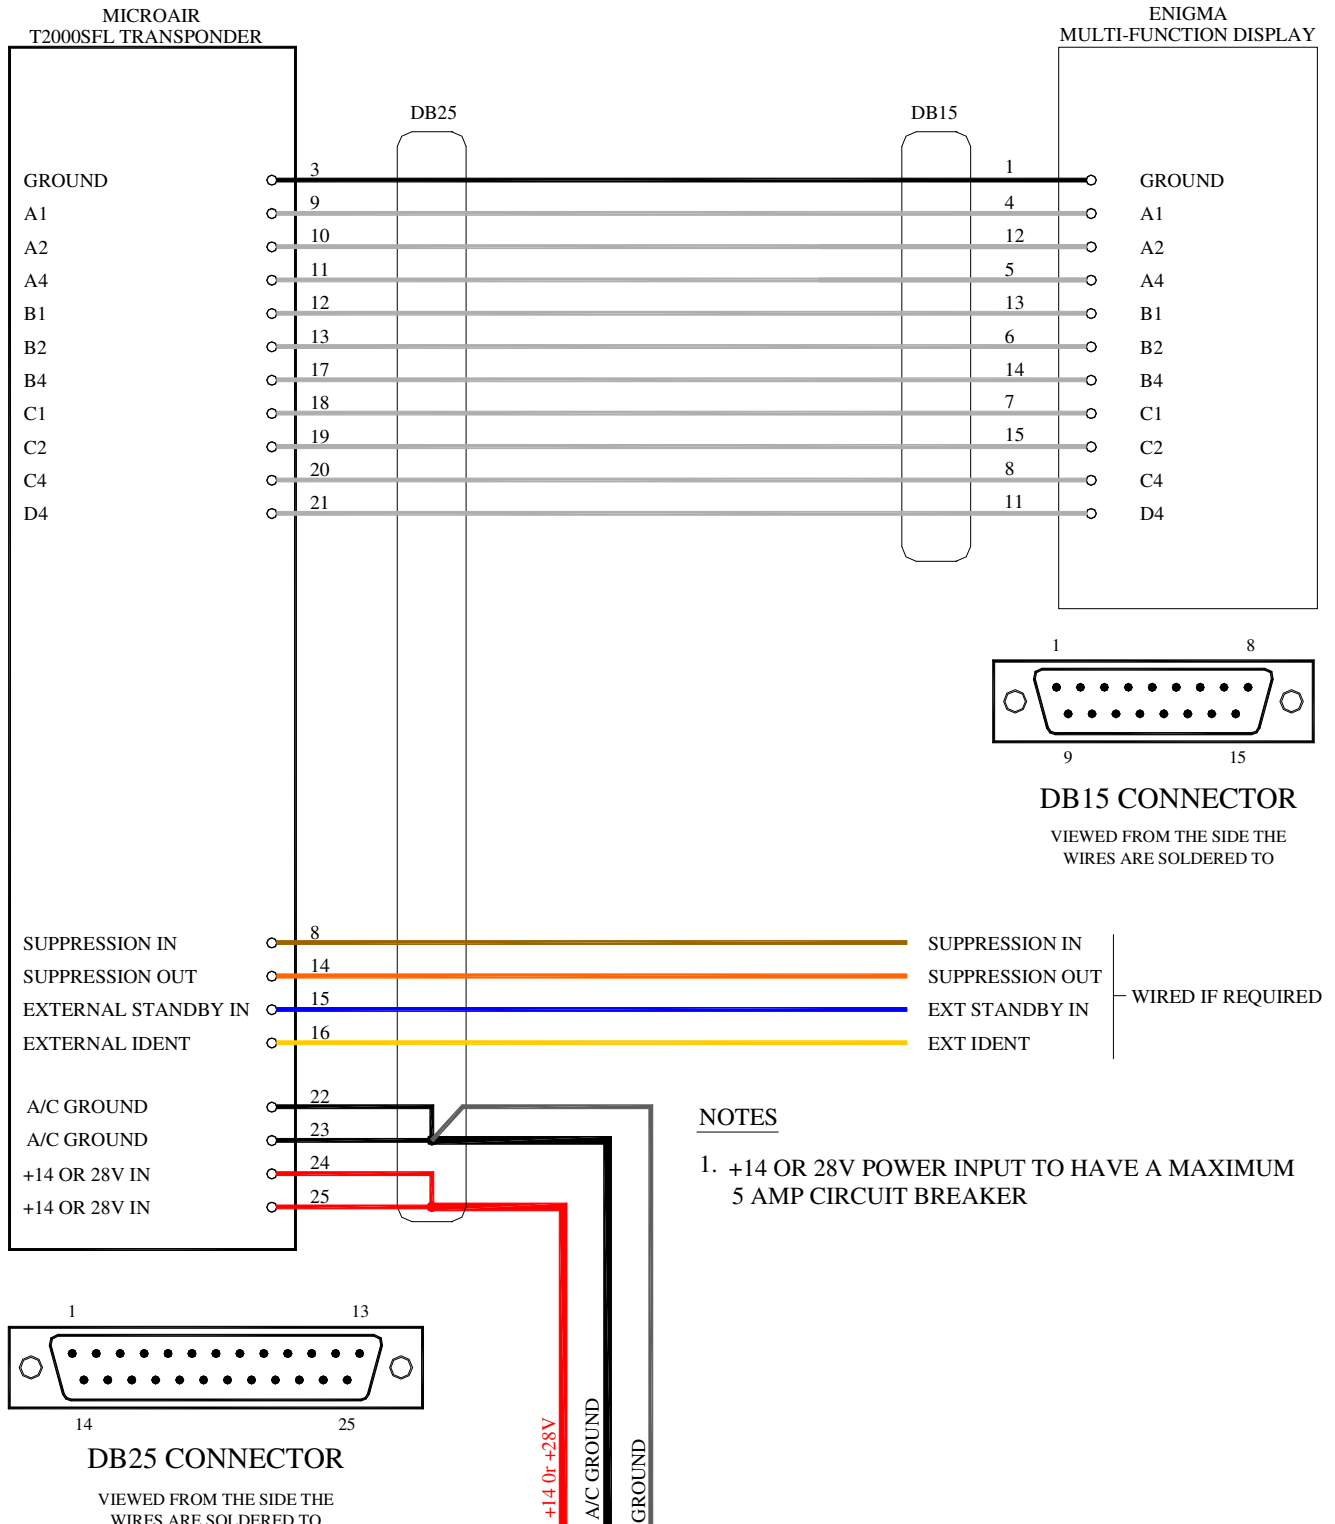 MICROAIR
T2000SFL TRANSPONDER
ENIGMA
MULTI-FUNCTION DISPLAY
DB25
DB15
GROUND 3 1 GROUND
A1 9 4 A1
A2 10 12 A2
A4 11 5 A4
B1 12 13 B1
B2 13 6 B2
B4 17 14 B4
C1 18 7 C1
C2 19 15 C2
C4 20 8 C4
D4 21 11 D4
1 8
9 15
DB15 CONNECTOR
VIEWED FROM THE SIDE THE
WIRES ARE SOLDERED TO
SUPPRESSION IN 8 SUPPRESSION IN
SUPPRESSION OUT 14 SUPPRESSION OUT
EXTERNAL STANDBY IN 15 EXT STANDBY IN
EXTERNAL IDENT 16 EXT IDENT
WIRED IF REQUIRED
A/C GROUND 22
A/C GROUND 23
+14 OR 28V IN 24
+14 OR 28V IN 25
NOTES
1. +14 OR 28V POWER INPUT TO HAVE A MAXIMUM
5 AMP CIRCUIT BREAKER
1 13
14 25
DB25 CONNECTOR
VIEWED FROM THE SIDE THE
WIRES ARE SOLDERED TO
+14 0r +28V
A/C GROUND
GROUND